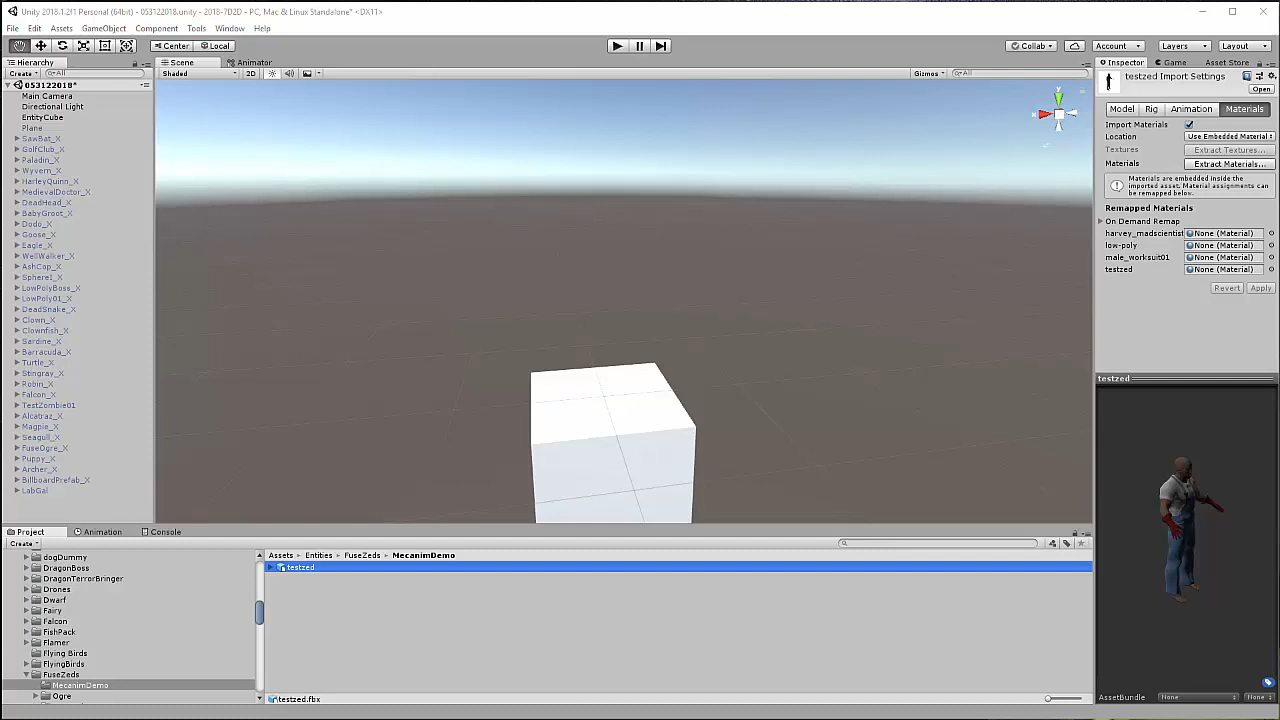 Unity 2018.1.2f1 Personal (64bit) - 053122018.unity - 2018-7D2D - PC, Mac & Linux Standalone* <DX11>
File Edit Assets GameObject Component Tools Window Help
Center Local Collab Account Layers Layout
Hierarchy
Create All
053122018*
Main Camera
Directional Light
EntityCube
Plane
SawBat_X
GolfClub_X
Paladin_X
Wyvern_X
HarleyQuinn_X
MedievalDoctor_X
DeadHead_X
BabyGroot_X
Dodo_X
Goose_X
Eagle_X
WellWalker_X
AshCop_X
Sphere1_X
LowPolyBoss_X
LowPoly01_X
DeadSnake_X
Clown_X
Clownfish_X
Sardine_X
Barracuda_X
Turtle_X
Stingray_X
Robin_X
Falcon_X
TestZombie01
Alcatraz_X
Magpie_X
Seagull_X
FuseOgre_X
Puppy_X
Archer_X
BillboardPrefab_X
LabGal
Scene Animator
Shaded 2D Gizmos All
y
x
Inspector Game Asset Store
testzed Import Settings
Open
Model Rig Animation Materials
Import Materials
Location Use Embedded Material
Textures Extract Textures...
Materials Extract Materials...
Materials are embedded inside the
imported asset. Material assignments can
be remapped below.
Remapped Materials
On Demand Remap
harvey_madscientist None (Material)
low-poly None (Material)
male_worksuit01 None (Material)
testzed None (Material)
Revert Apply
testzed
AssetBundle None None
Project Animation Console
Create
dogDummy
DragonBoss
DragonTerrorBringer
Drones
Dwarf
Fairy
Falcon
FishPack
Flamer
Flying Birds
FlyingBirds
FuseZeds
MecanimDemo
Ogre
Assets Entities FuseZeds MecanimDemo
testzed
testzed.fbx